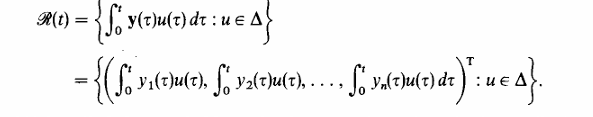 𝓡(t) = {∫₀ᵗ y(τ)u(τ) dτ : u ∈ Δ}
= {(∫₀ᵗ y₁(τ)u(τ), ∫₀ᵗ y₂(τ)u(τ), . . . , ∫₀ᵗ yₙ(τ)u(τ) dτ)ᵀ : u ∈ Δ}.